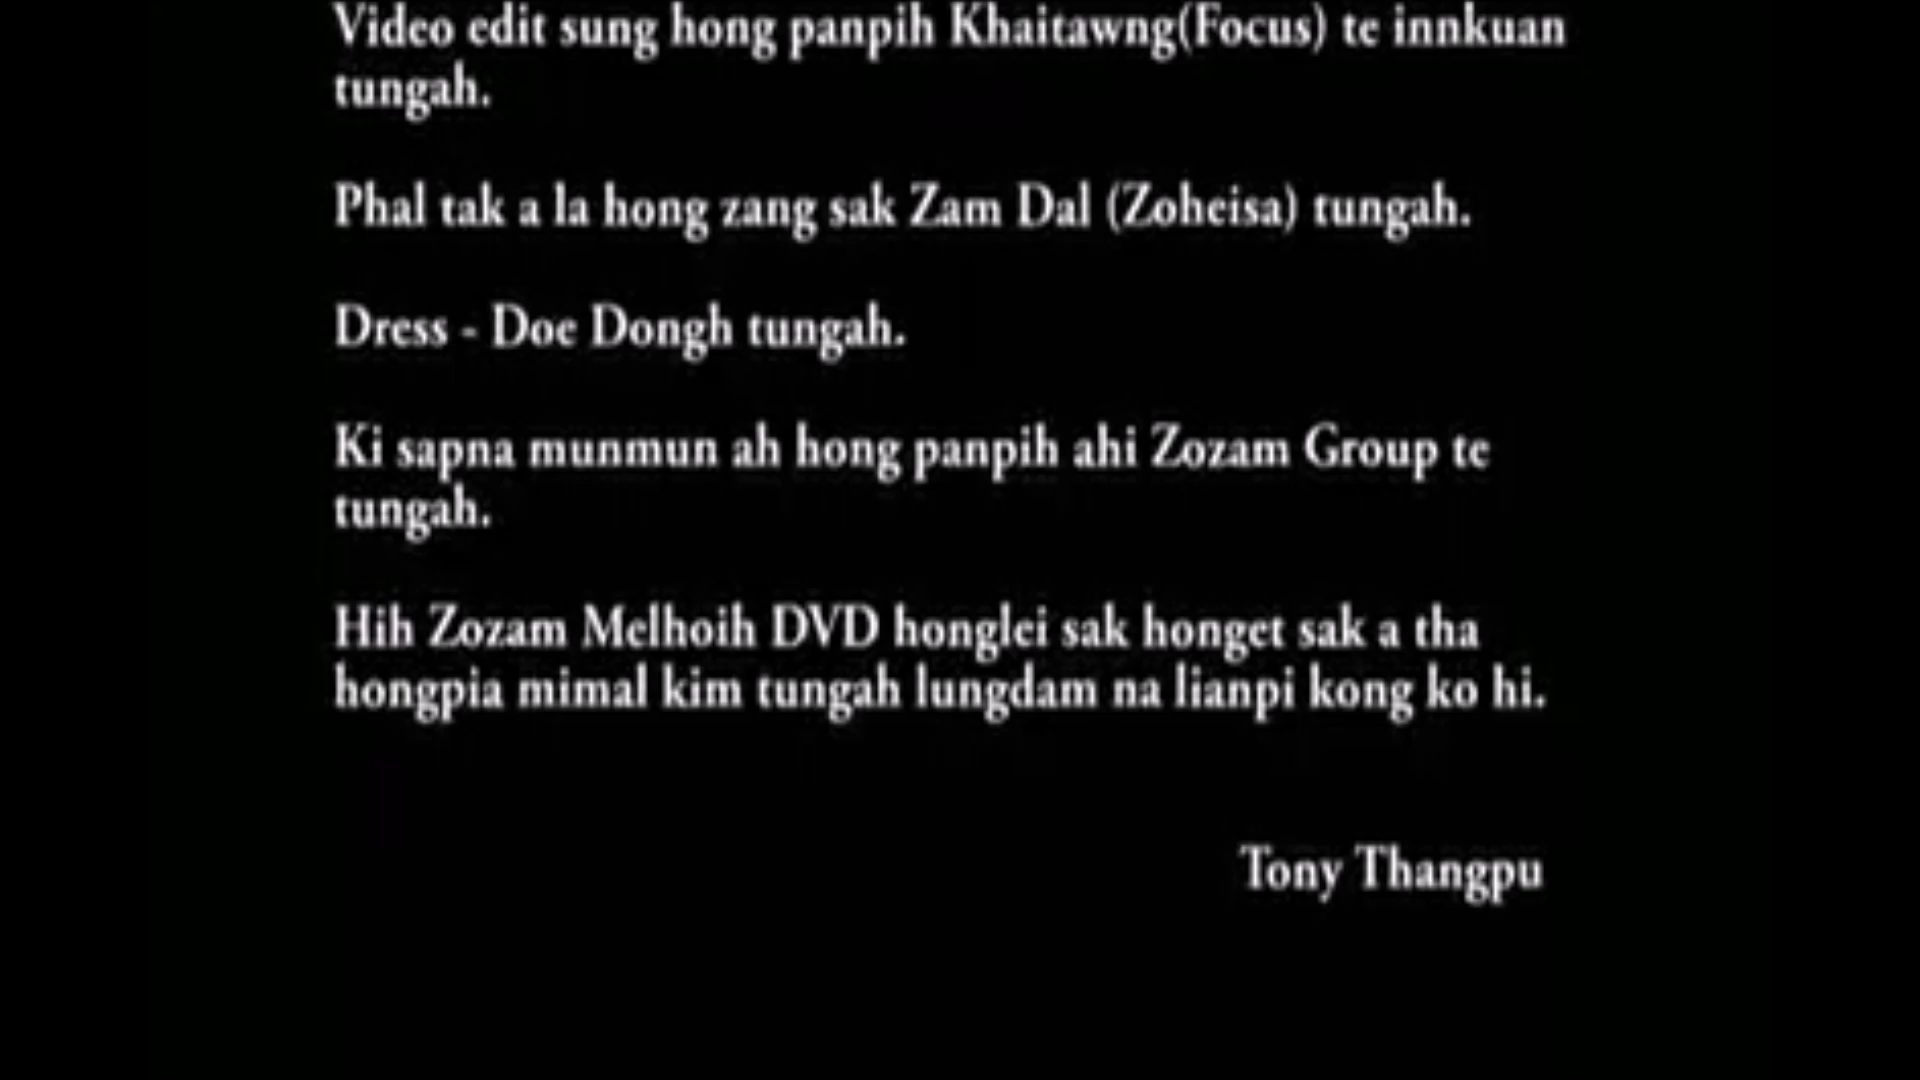 Video edit sung hong panpih Khaitawng(Focus) te innkuan
tungah.
Phal tak a la hong zang sak Zam Dal (Zoheisa) tungah.
Dress - Doe Dongh tungah.
Ki sapna munmun ah hong panpih ahi Zozam Group te
tungah.
Hih Zozam Melhoih DVD honglei sak honget sak a tha
hongpia mimal kim tungah lungdam na lianpi kong ko hi.
Tony Thangpu